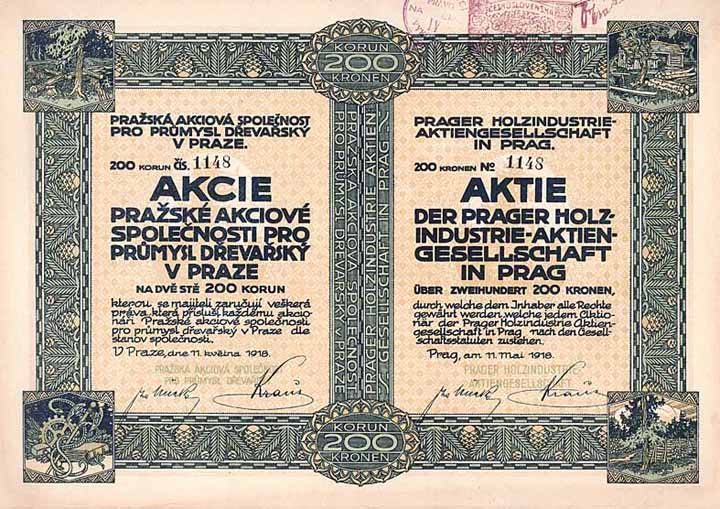 KORUN
200
KRONEN
PRAŽSKÁ AKCIOVÁ SPOLEČNOST
PRO PRŮMYSL DŘEVAŘSKÝ
V PRAZE.
200 KORUN ČÍS. 1148
AKCIE
PRAŽSKÉ AKCIOVÉ
SPOLEČNOSTI PRO
PRŮMYSL DŘEVAŘSKÝ
V PRAZE
NA DVĚ STĚ 200 KORUN
kterou se majiteli zaručují veškerá
práva, která přísluší každému akcio-
náři Pražské akciové společnosti
pro průmysl dřevařský v Praze dle
stanov společnosti.
V Praze, dne 11. května 1918.
PRAŽSKÁ AKCIOVÁ SPOLEČNOST
PRO PRŮMYSL DŘEVAŘSKÝ
Kraus
PRAŽSKÁ AKCIOVÁ SPOLEČNOST
PRO PRŮMYSL DŘEVAŘSKÝ V PRAZE
PRAGER HOLZINDUSTRIE AKTIEN
GESELLSCHAFT IN PRAG
PRAGER HOLZINDUSTRIE-
AKTIENGESELLSCHAFT
IN PRAG.
200 KRONEN No 1148
AKTIE
DER PRAGER HOLZ-
INDUSTRIE-AKTIEN-
GESELLSCHAFT
IN PRAG
ÜBER ZWEIHUNDERT 200 KRONEN,
durch welche dem Inhaber alle Rechte
gewährt werden, welche jedem Aktio-
när der Prager Holzindustrie Aktien-
gesellschaft in Prag nach den Gesell-
schaftsstatuten zustehen.
Prag, am 11. Mai 1918.
PRAGER HOLZINDUSTRIE
AKTIENGESELLSCHAFT
Kraus
KORUN
200
KRONEN